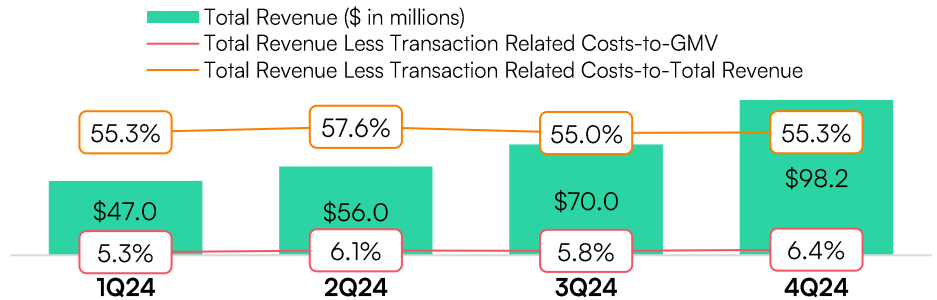 Total Revenue ($ in millions)
Total Revenue Less Transaction Related Costs-to-GMV
Total Revenue Less Transaction Related Costs-to-Total Revenue
55.3%
57.6%
55.0%
55.3%
$47.0
$56.0
$70.0
$98.2
5.3%
6.1%
5.8%
6.4%
1Q24
2Q24
3Q24
4Q24